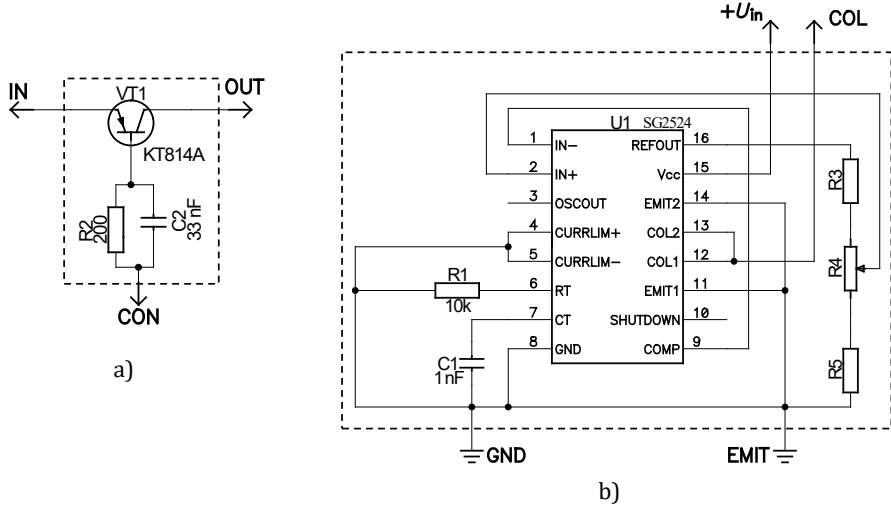 IN
OUT
VT1
KT814A
R2
200
C2
33 nF
CON
a)
+Uin
COL
U1 SG2524
1 IN- REFOUT 16
2 IN+ Vcc 15
3 OSCOUT EMIT2 14
4 CURRLIM+ COL2 13
5 CURRLIM- COL1 12
6 RT EMIT1 11
7 CT SHUTDOWN 10
8 GND COMP 9
R1
10k
C1
1nF
R3
R4
R5
GND
EMIT
b)